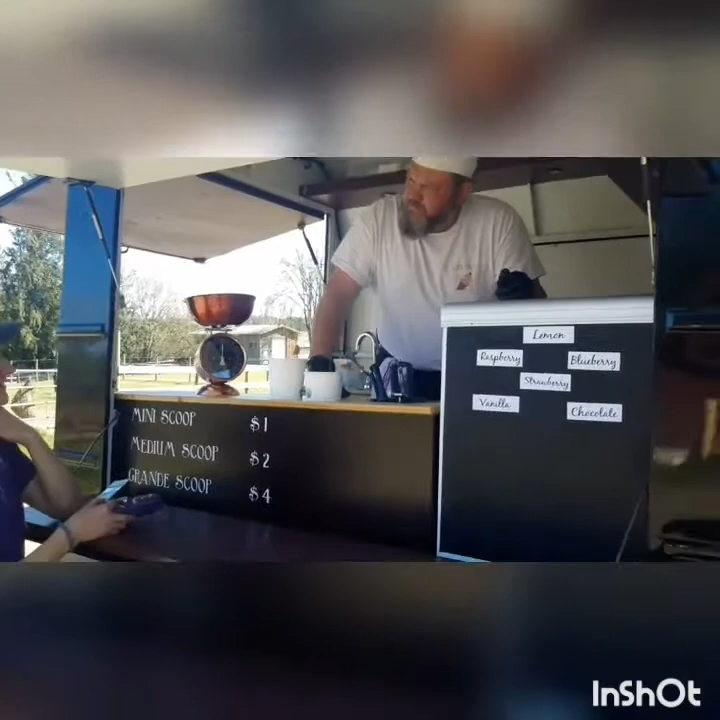 Lemon
Raspberry
Blueberry
Strawberry
Vanilla
Chocolate
MINI SCOOP $1
MEDIUM SCOOP $2
GRANDE SCOOP $4
InShOt